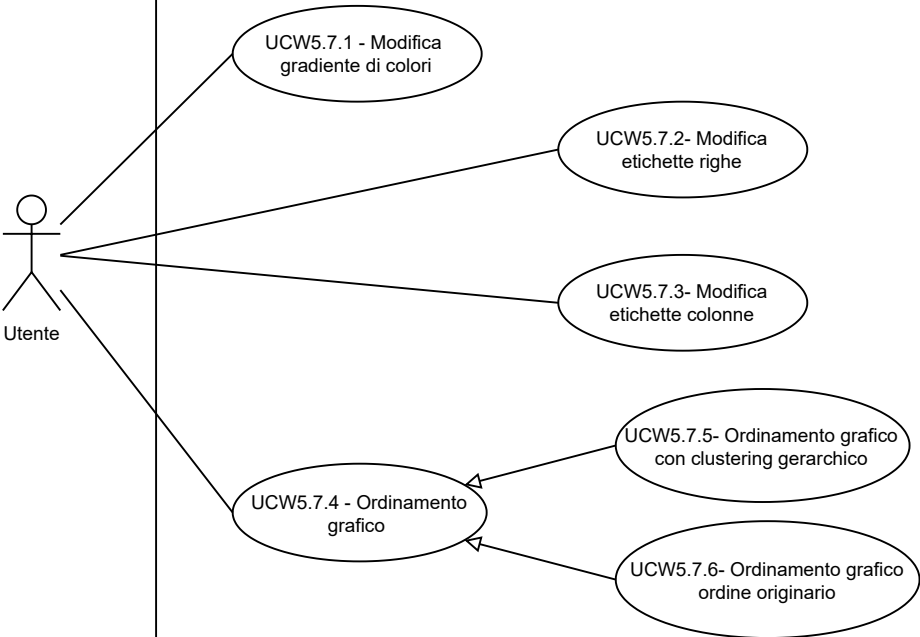 UCW5.7.1 - Modifica
gradiente di colori
UCW5.7.2- Modifica
etichette righe
UCW5.7.3- Modifica
etichette colonne
Utente
UCW5.7.5- Ordinamento grafico
con clustering gerarchico
UCW5.7.4 - Ordinamento
grafico
UCW5.7.6- Ordinamento grafico
ordine originario